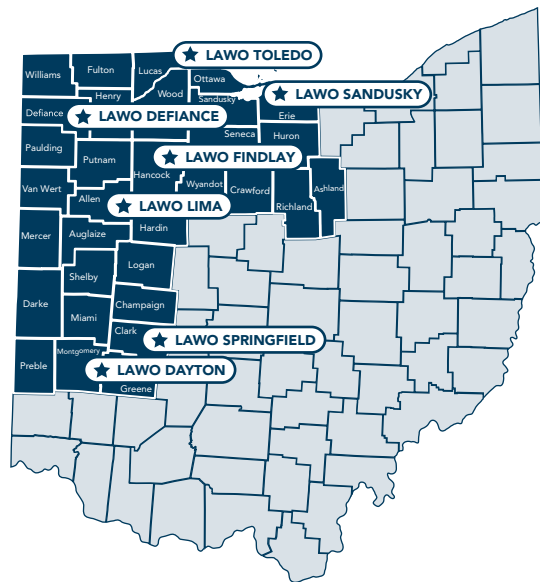 LAWO TOLEDO
Williams
Fulton
Lucas
Ottawa
Henry
Wood
Sandusky
LAWO SANDUSKY
Defiance
LAWO DEFIANCE
Erie
Seneca
Huron
Paulding
Putnam
Hancock
LAWO FINDLAY
Van Wert
Allen
Wyandot
Crawford
Richland
Ashland
LAWO LIMA
Mercer
Auglaize
Hardin
Logan
Shelby
Darke
Miami
Champaign
Clark
LAWO SPRINGFIELD
Preble
Montgomery
LAWO DAYTON
Greene